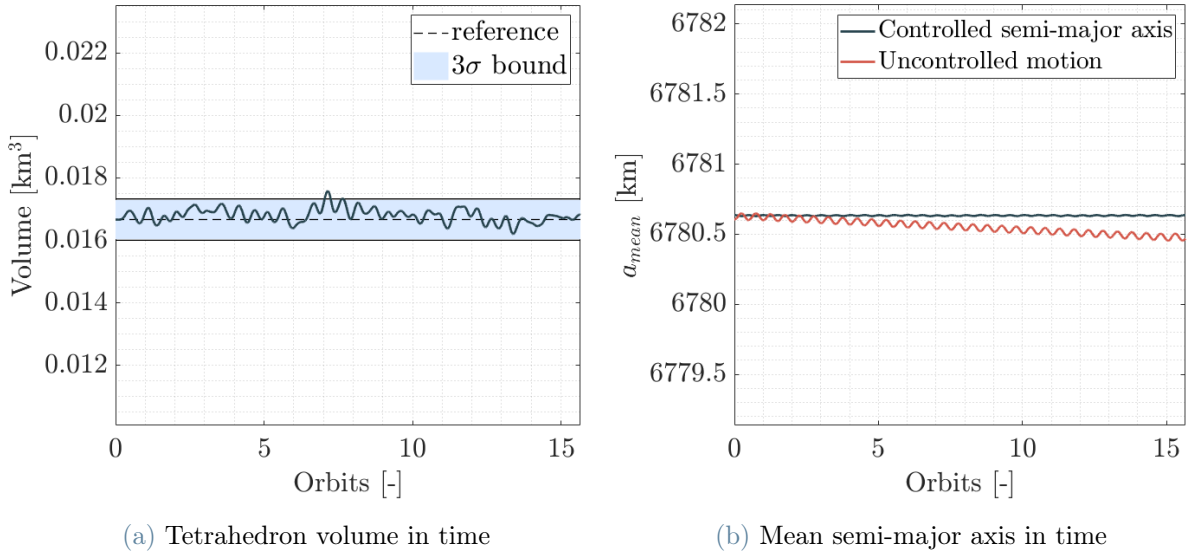 0.022
0.02
0.018
0.016
0.014
0.012
Volume [km³]
0 5 10 15
Orbits [-]
reference
3σ bound
(a) Tetrahedron volume in time
6782
6781.5
6781
6780.5
6780
6779.5
a_mean [km]
0 5 10 15
Orbits [-]
Controlled semi-major axis
Uncontrolled motion
(b) Mean semi-major axis in time